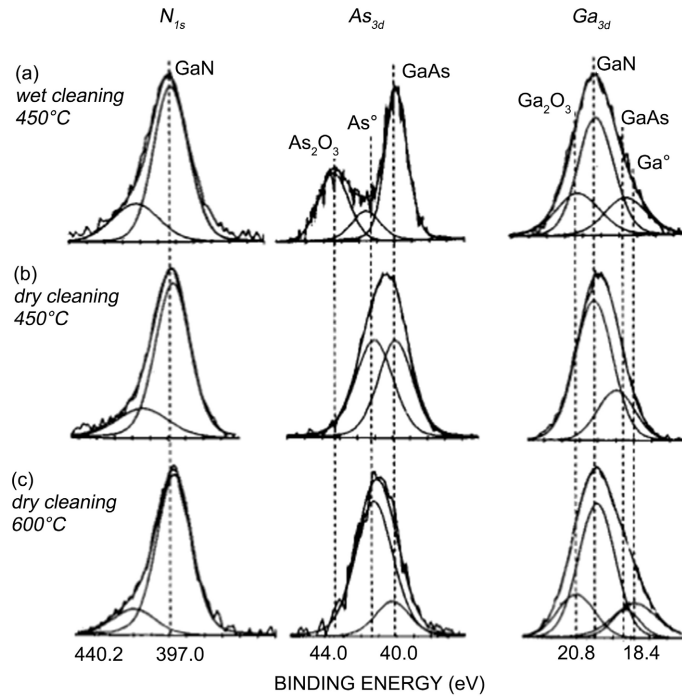 N1s As3d Ga3d
(a)
wet cleaning
450°C
GaN
As2O3
As°
GaAs
Ga2O3
GaN
GaAs
Ga°
(b)
dry cleaning
450°C
(c)
dry cleaning
600°C
440.2 397.0 44.0 40.0 20.8 18.4
BINDING ENERGY (eV)